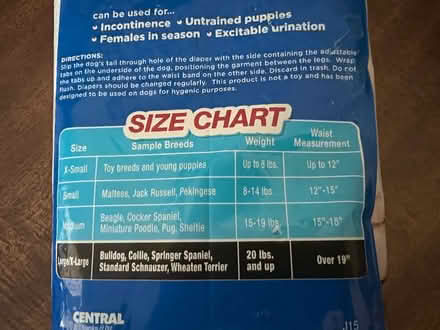 can be used for...
Incontinence Untrained puppies
Females in season Excitable urination
DIRECTIONS:
Slip the dog's tail through hole of the diaper with the side containing the adjustable
tabs on the underside of the dog, positioning the garment between the legs. Wrap
the tabs up and adhere to the waist band on the other side. Discard in trash. Do not
flush. Diapers should be changed regularly. This product is not a toy and has been
designed to be used on dogs for hygenic purposes.
SIZE CHART
Size Sample Breeds Weight Waist Measurement
X-Small Toy breeds and young puppies Up to 8 lbs. Up to 12"
Small Maltese, Jack Russell, Pekingese 8-14 lbs. 12"-15"
Medium Beagle, Cocker Spaniel, Miniature Poodle, Pug, Sheltie 15-19 lbs. 15"-18"
Large/X-Large Bulldog, Collie, Springer Spaniel, Standard Schnauzer, Wheaten Terrier 20 lbs. and up Over 19"
CENTRAL